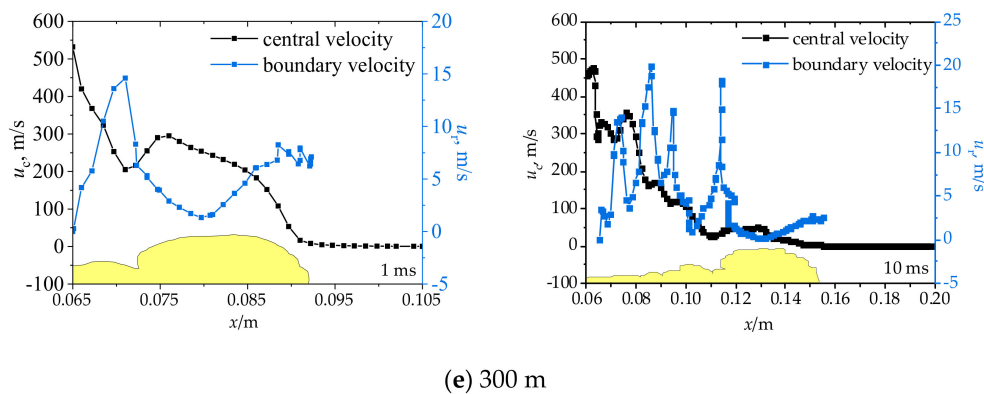 600
500
400
300
200
100
0
-100
u_c, m/s
central velocity
boundary velocity
20
15
10
5
0
-5
u_r, m/s
1 ms
0.065 0.075 0.085 0.095 0.105
x/m
600
500
400
300
200
100
0
-100
u_c, m/s
central velocity
boundary velocity
25
20
15
10
5
0
-5
u_r, m/s
10 ms
0.06 0.08 0.10 0.12 0.14 0.16 0.18 0.20
x/m
(e) 300 m